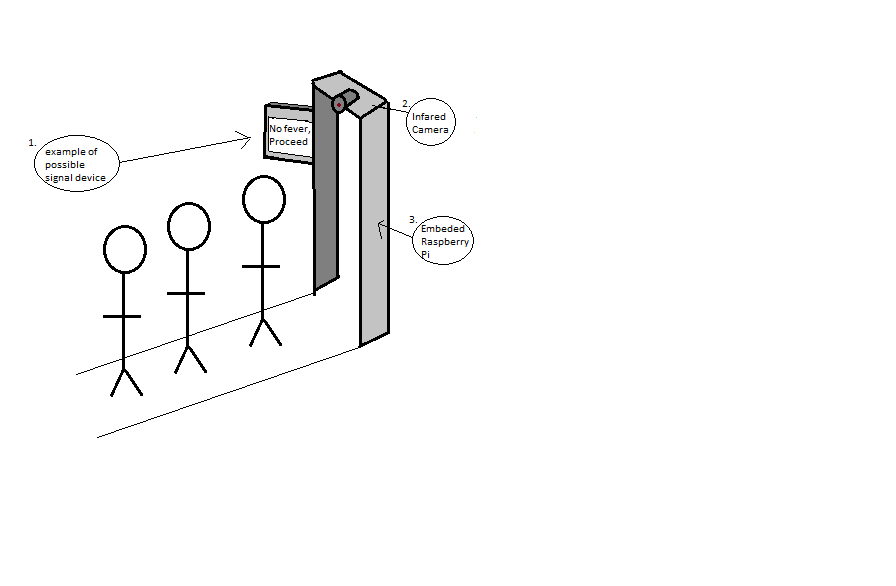 1.
example of
possible
signal device
No fever,
Proceed
2.
Infared
Camera
3.
Embeded
Raspberry
Pi